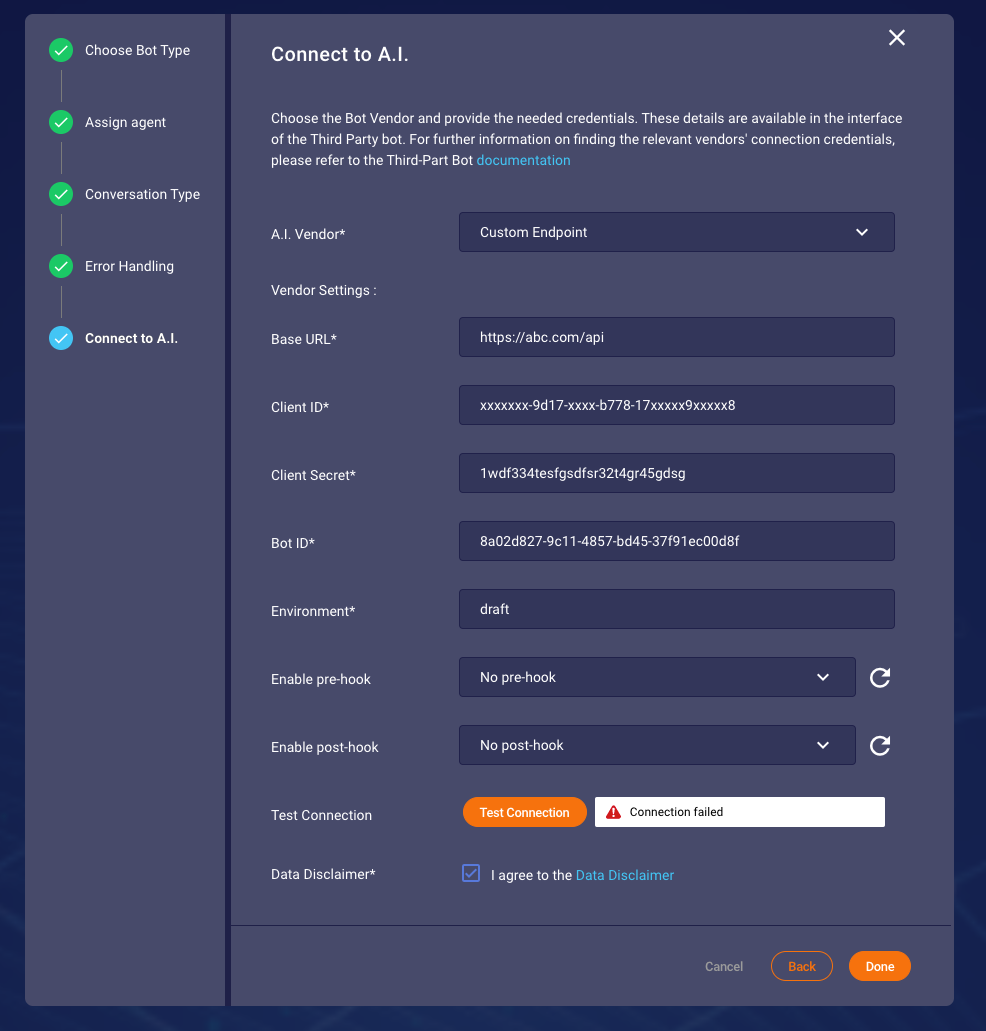 Choose Bot Type
Assign agent
Conversation Type
Error Handling
Connect to A.I.
Connect to A.I.
Choose the Bot Vendor and provide the needed credentials. These details are available in the interface
of the Third Party bot. For further information on finding the relevant vendors' connection credentials,
please refer to the Third-Part Bot documentation
A.I. Vendor*
Custom Endpoint
Vendor Settings :
Base URL*
https://abc.com/api
Client ID*
xxxxxxx-9d17-xxxx-b778-17xxxxx9xxxxx8
Client Secret*
1wdf334tesfgsdfsr32t4gr45gdsg
Bot ID*
8a02d827-9c11-4857-bd45-37f91ec00d8f
Environment*
draft
Enable pre-hook
No pre-hook
Enable post-hook
No post-hook
Test Connection
Test Connection
Connection failed
Data Disclaimer*
I agree to the Data Disclaimer
Cancel
Back
Done